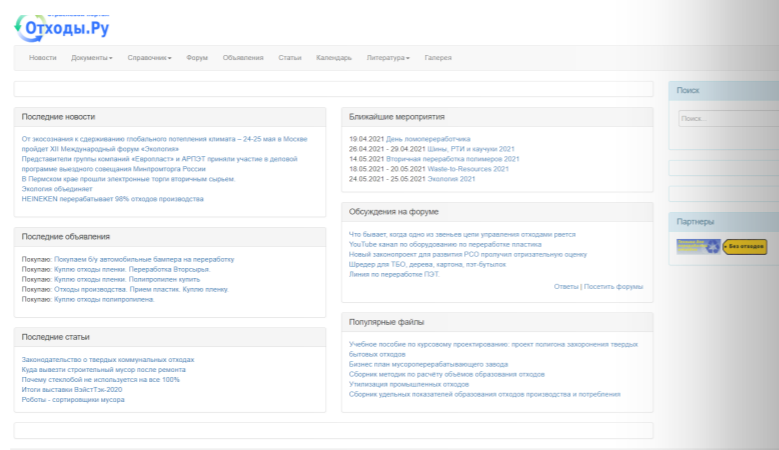 Отходы.Ру
Новости Документы Справочник Форум Объявления Статьи Календарь Литература Галерея
Последние новости
От экосознания к сдерживанию глобального потепления климата – 24-25 мая в Москве
пройдет XII Международный форум «Экология»
Представители группы компаний «Европласт» и АРПЭТ приняли участие в деловой
программе выездного совещания Минпромторга России
В Пермском крае прошли электронные торги вторичным сырьем.
Экология объединяет
HEINEKEN перерабатывает 98% отходов производства
Последние объявления
Покупаю: Покупаем б/у автомобильные бампера на переработку
Покупаю: Куплю отходы пленки. Переработка Вторсырья.
Покупаю: Куплю отходы пленки. Полипропилен купить.
Покупаю: Отходы производства. Прием пластик. Куплю пленку.
Покупаю: Куплю отходы полипропилена.
Последние статьи
Законодательство о твердых коммунальных отходах
Куда вывезти строительный мусор после ремонта
Почему стеклобой не используется на все 100%
Итоги выставки ВэйстТэк-2020
Роботы - сортировщики мусора
Ближайшие мероприятия
19.04.2021 День ломопереработчика
26.04.2021 - 29.04.2021 Шины, РТИ и каучуки 2021
14.05.2021 Вторичная переработка полимеров 2021
18.05.2021 - 20.05.2021 Waste-to-Resources 2021
24.05.2021 - 25.05.2021 Экология 2021
Обсуждения на форуме
Что бывает, когда одно из звеньев цепи управления отходами рвется
YouTube канал по оборудованию по переработке пластика
Новый законопроект для развития РСО пролучил отризательную оценку
Шредер для ТБО, дерева, картона, пэт-бутылок
Линия по переработке ПЭТ.
Ответы | Посетить форумы
Популярные файлы
Учебное пособие по курсовому проектированию: проект полигона захоронения твердых
бытовых отходов
Бизнес план мусороперерабатывающего завода
Сборник методик по расчёту объёмов образования отходов
Утилизация промышленных отходов
Сборник удельных показателей образования отходов производства и потребления
Поиск
Поиск...
Партнеры
Без отходов